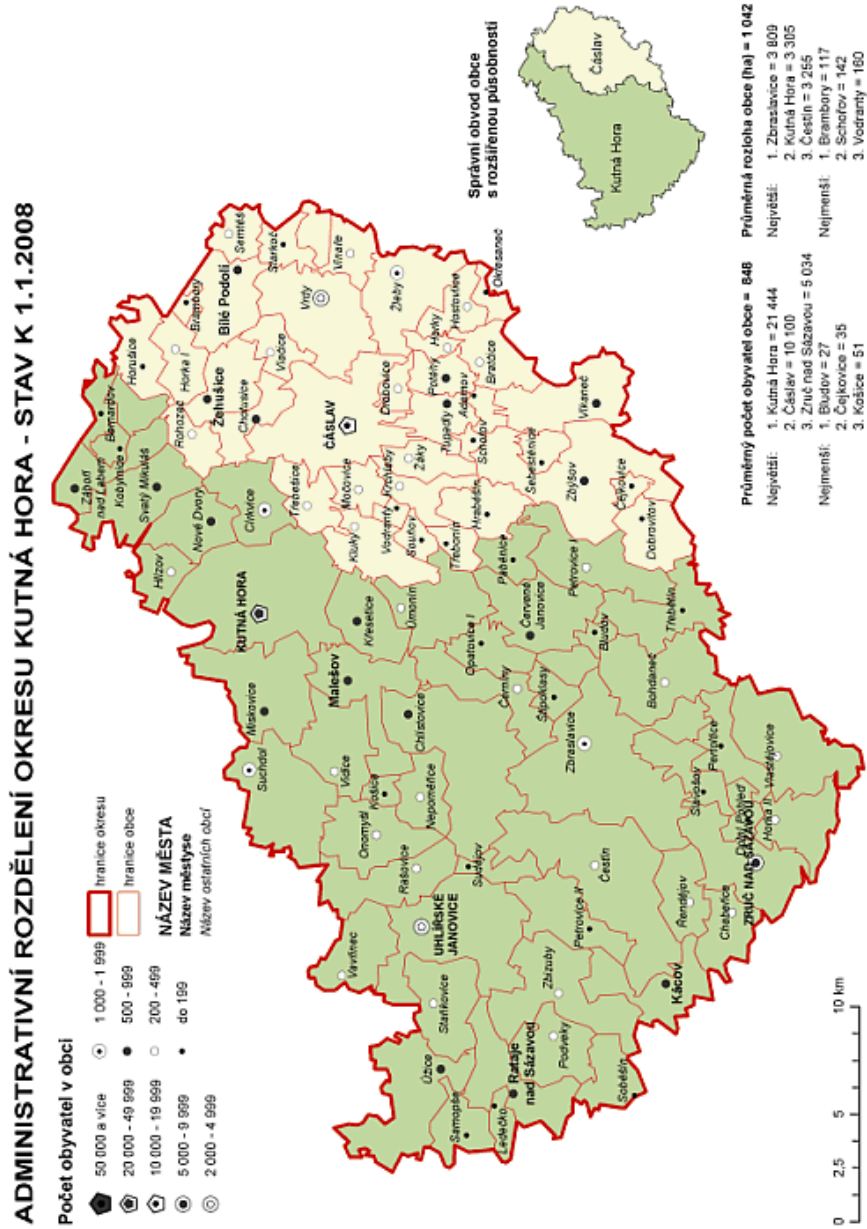 ADMINISTRATIVNÍ ROZDĚLENÍ OKRESU KUTNÁ HORA - STAV K 1.1.2008
Počet obyvatel v obci
50 000 a více
20 000 - 49 999
10 000 - 19 999
5 000 - 9 999
2 000 - 4 999
1 000 - 1 999
500 - 999
200 - 499
do 199
hranice okresu
hranice obce
NÁZEV MĚSTA
Název městyse
Název ostatních obcí
Záboří
nad Labem
Bernardov
Kobylnice
Svatý Mikuláš
Horušice
Brambory
Semtěš
Bílé Podolí
Starkoč
Horka I
Rohozec
Žehušice
Chotusice
Vlačice
Vinaře
Vrdy
Hlízov
Nové Dvory
Církvice
Třebešice
ČÁSLAV
Drobovice
Žleby
KUTNÁ HORA
Močovice
Kluky
Vodranty
Krchleby
Žáky
Souňov
Třebonín
Tupadly
Potěhy
Horky
Hostovlice
Okřesaneč
Bratčice
Adamov
Schořov
Hraběšín
Šebestěnice
Zbýšov
Vlkaneč
Čejkovice
Dobrovítov
Miskovice
Křesetice
Úmonín
Malešov
Paběnice
Petrovice I
Červené
Janovice
Opatovice I
Bludov
Třebětín
Suchdol
Vidice
Chlístovice
Černíny
Štipoklasy
Bohdaneč
Zbraslavice
Košice
Nepoměřice
Onomyšl
Rašovice
Sudějov
Vavřinec
UHLÍŘSKÉ
JANOVICE
Staňkovice
Čestín
Petrovice II
Pertoltice
Slavošov
Vlastějovice
Dolní Pohleď
Horka II
ZRUČ NAD SÁZAVOU
Řendějov
Chabeřice
Kácov
Zbizuby
Podveky
Soběšín
Úžice
Samopše
Ledečko
Rataje
nad Sázavou
0 2,5 5 10 km
Správní obvod obce
s rozšířenou působností
Kutná Hora
Čáslav
Průměrný počet obyvatel obce = 848
Největší: 1. Kutná Hora = 21 444
2. Čáslav = 10 100
3. Zruč nad Sázavou = 5 034
Nejmenší: 1. Budov = 27
2. Čejkovice = 35
3. Košice = 51
Průměrná rozloha obce (ha) = 1 042
Největší: 1. Zbraslavice = 3 809
2. Kutná Hora = 3 305
3. Čestín = 3 255
Nejmenší: 1. Brambory = 117
2. Schořov = 142
3. Vodranty = 160